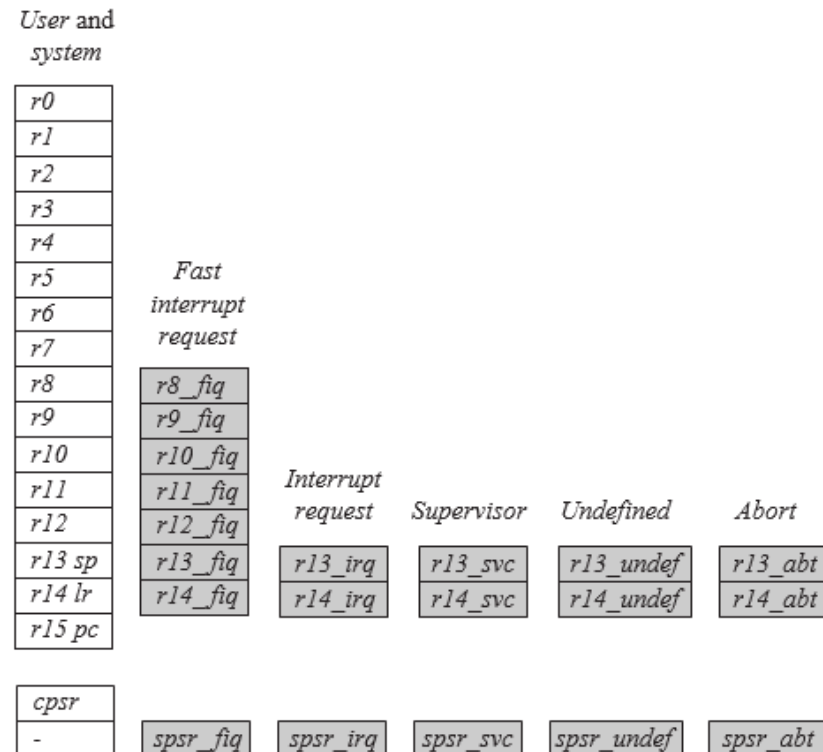 User and
system
r0
r1
r2
r3
r4
r5
r6
r7
r8
r9
r10
r11
r12
r13 sp
r14 lr
r15 pc
cpsr
-
Fast
interrupt
request
r8_fiq
r9_fiq
r10_fiq
r11_fiq
r12_fiq
r13_fiq
r14_fiq
spsr_fiq
Interrupt
request
r13_irq
r14_irq
spsr_irq
Supervisor
r13_svc
r14_svc
spsr_svc
Undefined
r13_undef
r14_undef
spsr_undef
Abort
r13_abt
r14_abt
spsr_abt